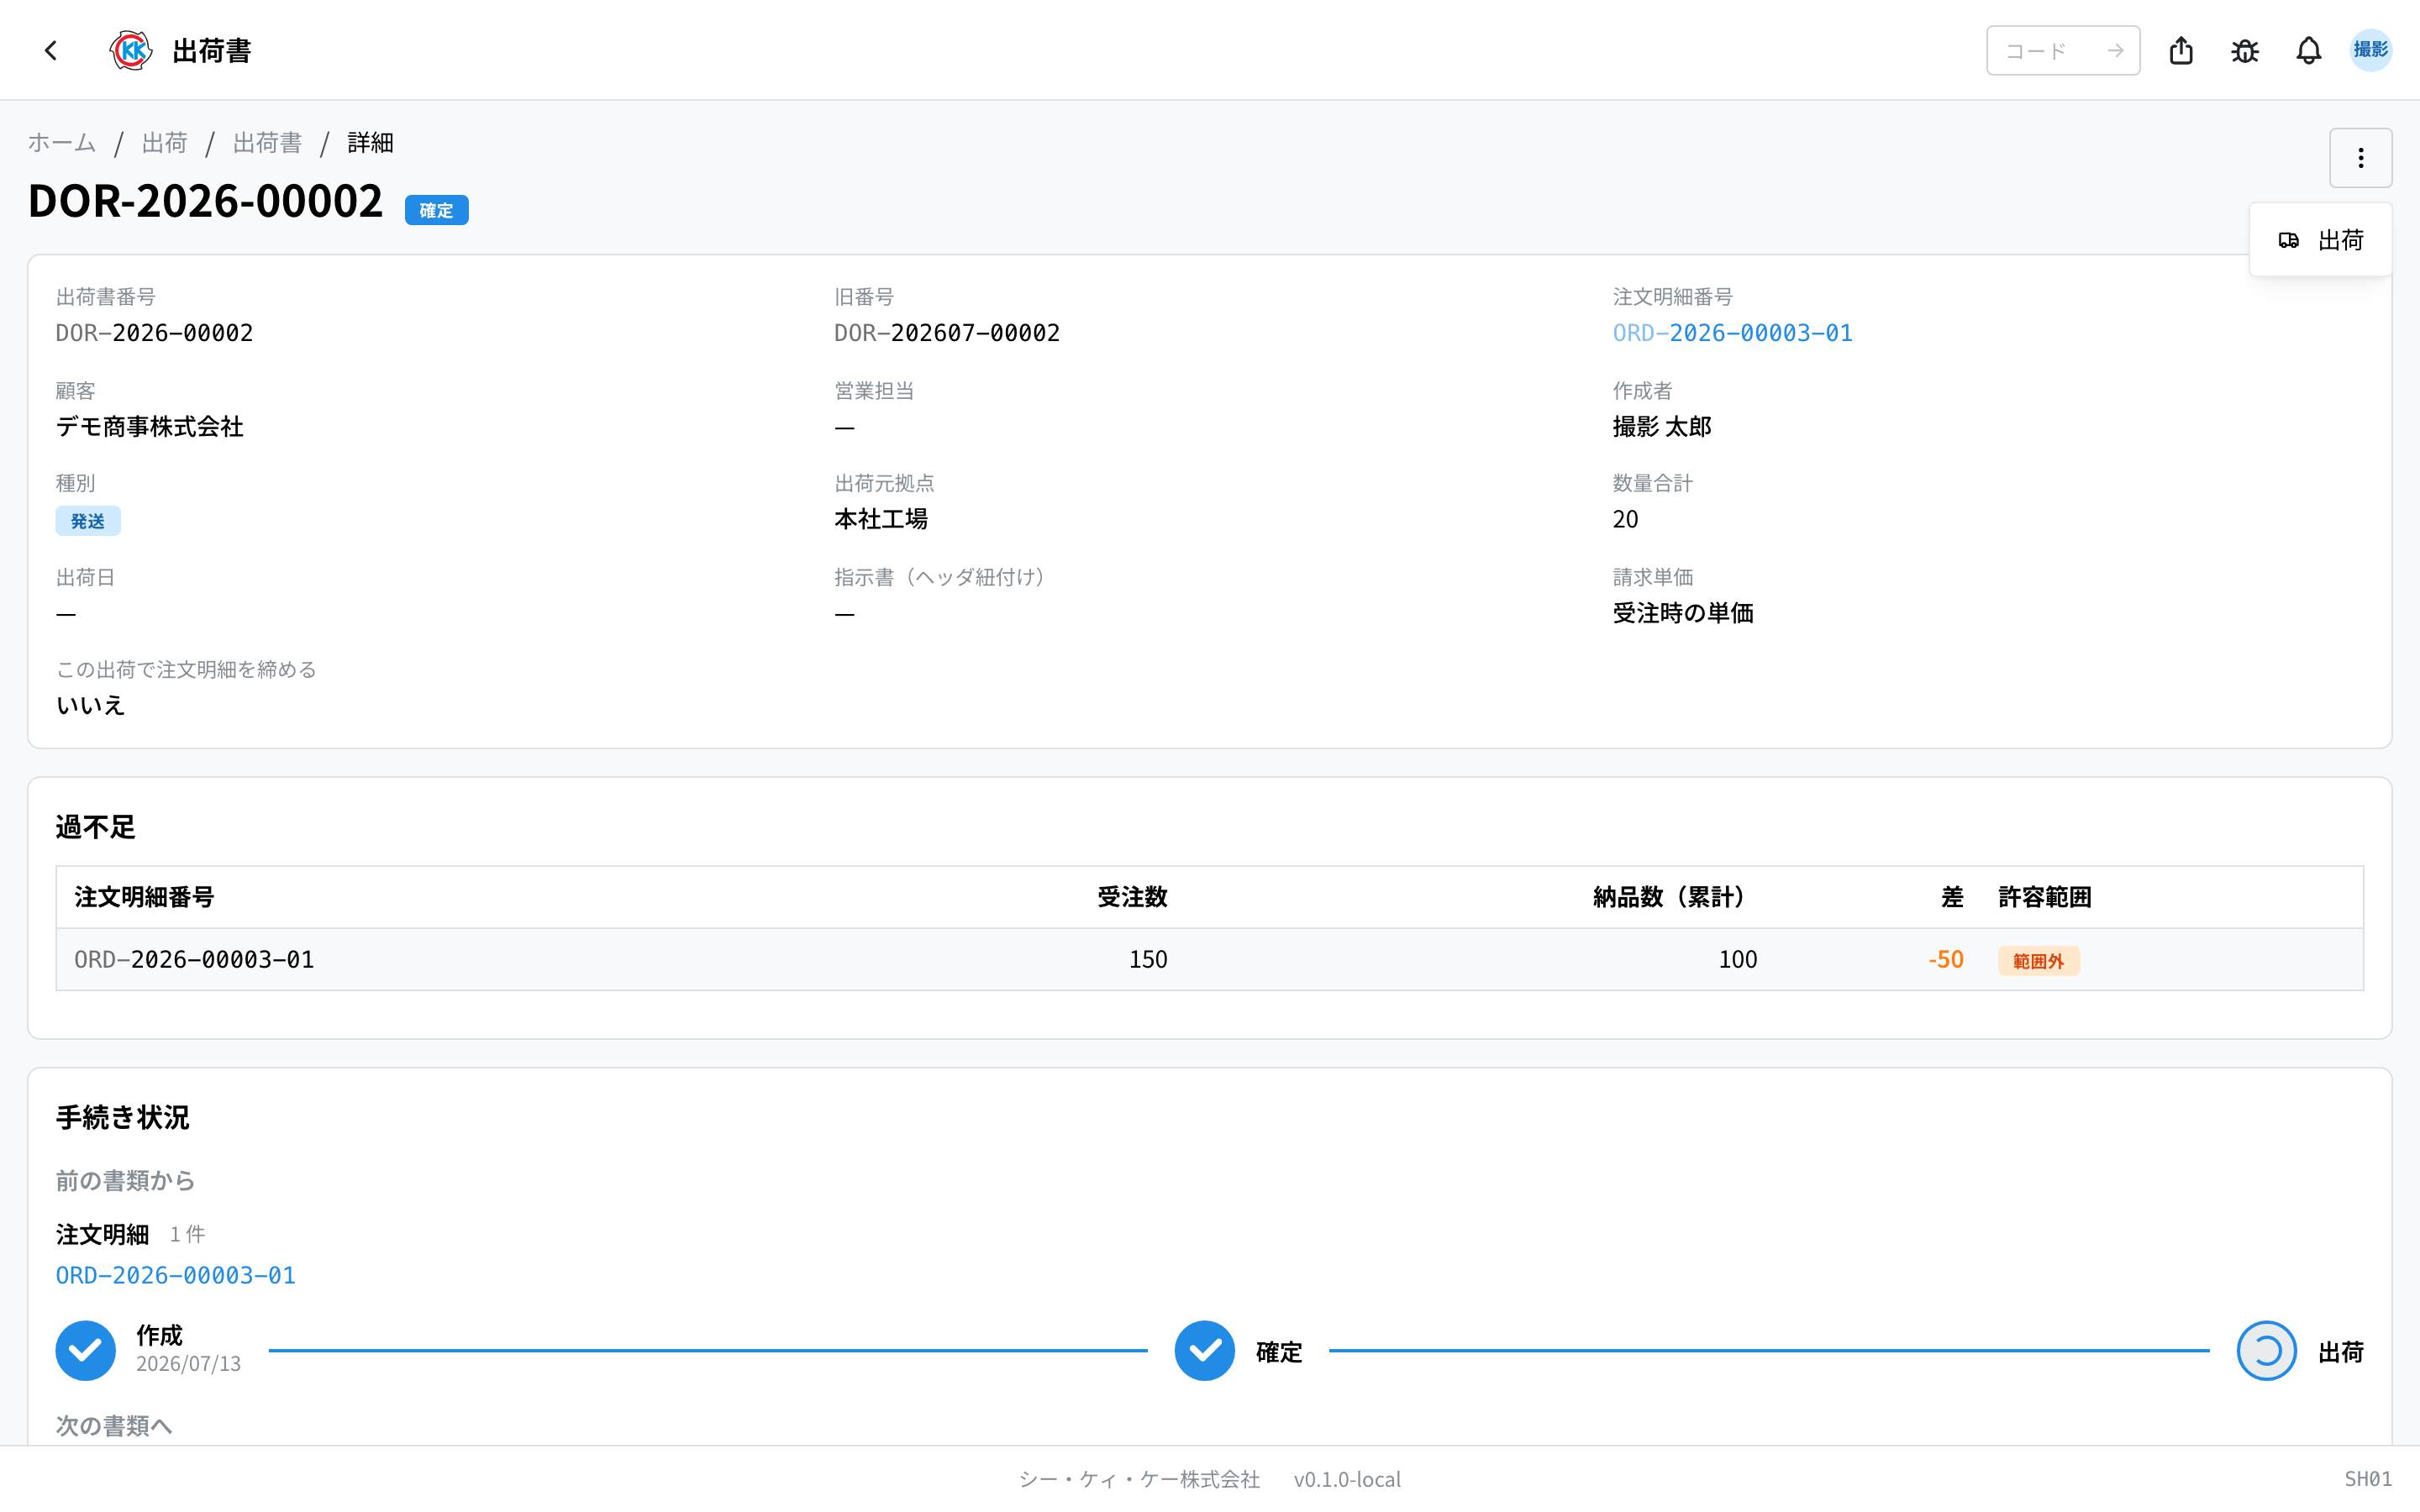 KK 出荷書 コード 撮影
ホーム / 出荷 / 出荷書 / 詳細
DOR-2026-00002 確定
出荷
出荷書番号 旧番号 注文明細番号
DOR-2026-00002 DOR-202607-00002 ORD-2026-00003-01
顧客 営業担当 作成者
デモ商事株式会社 — 撮影 太郎
種別 出荷元拠点 数量合計
発送 本社工場 20
出荷日 指示書（ヘッダ紐付け） 請求単価
— — 受注時の単価
この出荷で注文明細を締める
いいえ
過不足
注文明細番号 受注数 納品数（累計） 差 許容範囲
ORD-2026-00003-01 150 100 -50 範囲外
手続き状況
前の書類から
注文明細 1 件
ORD-2026-00003-01
作成 確定 出荷
2026/07/13
次の書類へ
シー・ケィ・ケー株式会社 v0.1.0-local SH01